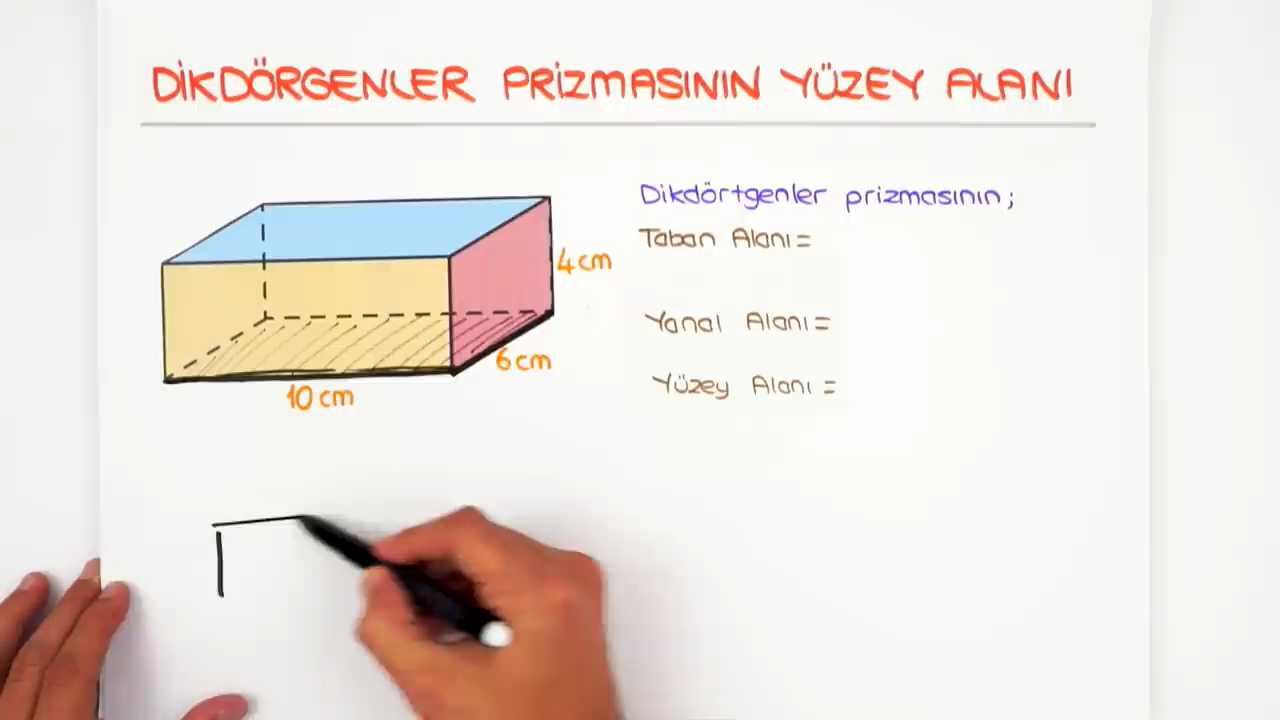 DİKDÖRGENLER PRİZMASININ YÜZEY ALANI
Dikdörtgenler prizmasının;
Taban Alanı=
4cm
Yanal Alanı=
6cm
Yüzey Alanı=
10 cm